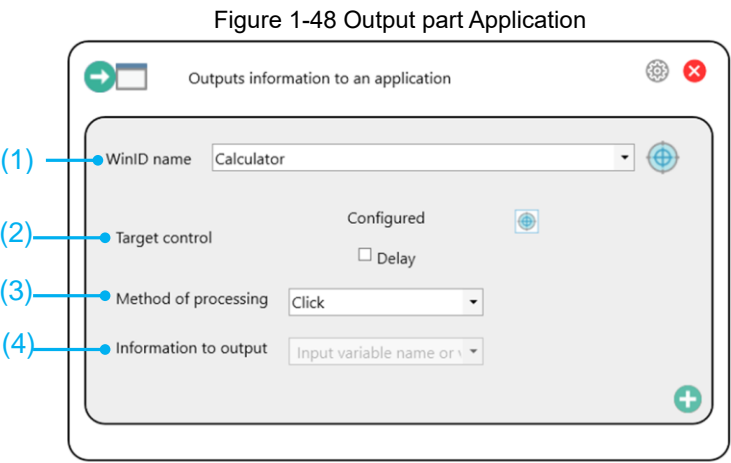 Figure 1-48 Output part Application
Outputs information to an application
(1)
WinID name
Calculator
(2)
Target control
Configured
Delay
(3)
Method of processing
Click
(4)
Information to output
Input variable name or